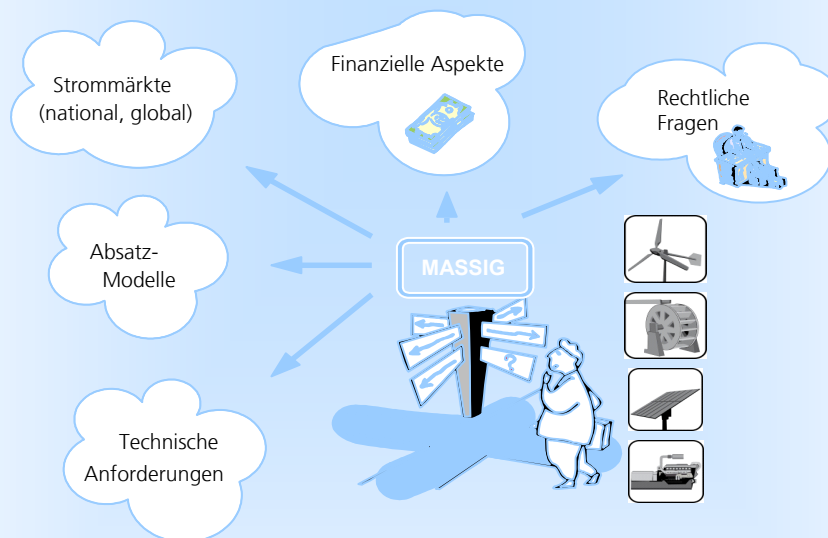 Strommärkte
(national, global)
Finanzielle Aspekte
Rechtliche
Fragen
Absatz-
Modelle
MASSIG
?
Technische
Anforderungen